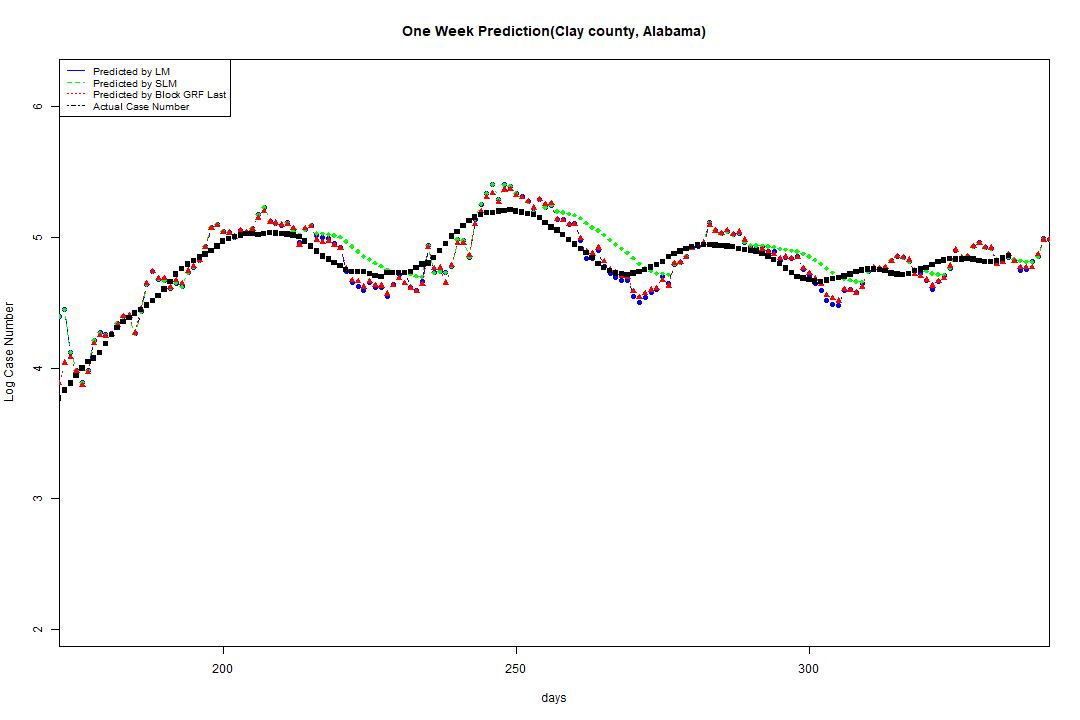 One Week Prediction(Clay county, Alabama)
Predicted by LM
Predicted by SLM
Predicted by Block GRF Last
Actual Case Number
6
5
4
3
2
Log Case Number
200 250 300
days